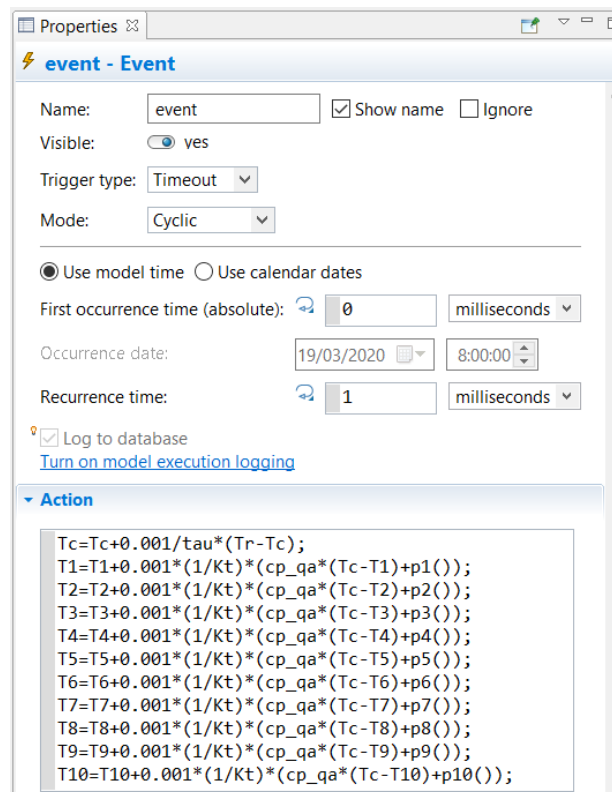 Properties
event - Event
Name: event Show name Ignore
Visible: yes
Trigger type: Timeout
Mode: Cyclic
Use model time Use calendar dates
First occurrence time (absolute): 0 milliseconds
Occurrence date: 19/03/2020 8:00:00
Recurrence time: 1 milliseconds
Log to database
Turn on model execution logging
Action
Tc=Tc+0.001/tau*(Tr-Tc);
T1=T1+0.001*(1/Kt)*(cp_qa*(Tc-T1)+p1());
T2=T2+0.001*(1/Kt)*(cp_qa*(Tc-T2)+p2());
T3=T3+0.001*(1/Kt)*(cp_qa*(Tc-T3)+p3());
T4=T4+0.001*(1/Kt)*(cp_qa*(Tc-T4)+p4());
T5=T5+0.001*(1/Kt)*(cp_qa*(Tc-T5)+p5());
T6=T6+0.001*(1/Kt)*(cp_qa*(Tc-T6)+p6());
T7=T7+0.001*(1/Kt)*(cp_qa*(Tc-T7)+p7());
T8=T8+0.001*(1/Kt)*(cp_qa*(Tc-T8)+p8());
T9=T9+0.001*(1/Kt)*(cp_qa*(Tc-T9)+p9());
T10=T10+0.001*(1/Kt)*(cp_qa*(Tc-T10)+p10());